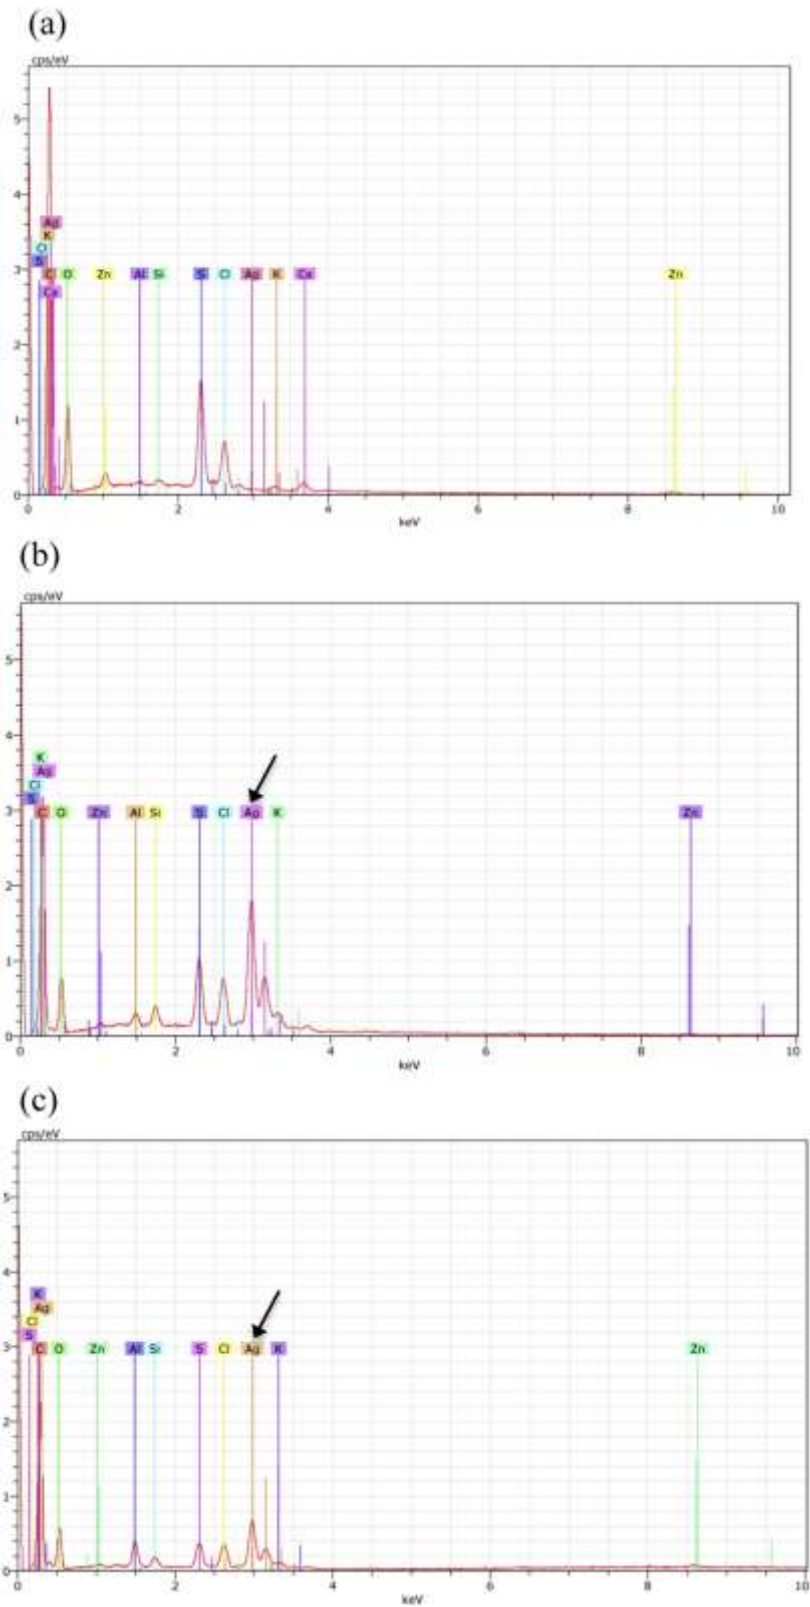 (a)
cps/eV
5
4
Ag
K
Cl
S
3
C O Zn Al Si S Cl Ag K Ca Zn
Ca
2
1
0
0 2 4 6 8 10
keV
(b)
cps/eV
5
4
K
Ag
Cl
S
3
C O Zn Al Si S Cl Ag K Zn
2
1
0
0 2 4 6 8 10
keV
(c)
cps/eV
5
4
K
Ag
Cl
S
3
C O Zn Al Si S Cl Ag K Zn
2
1
0
0 2 4 6 8 10
keV